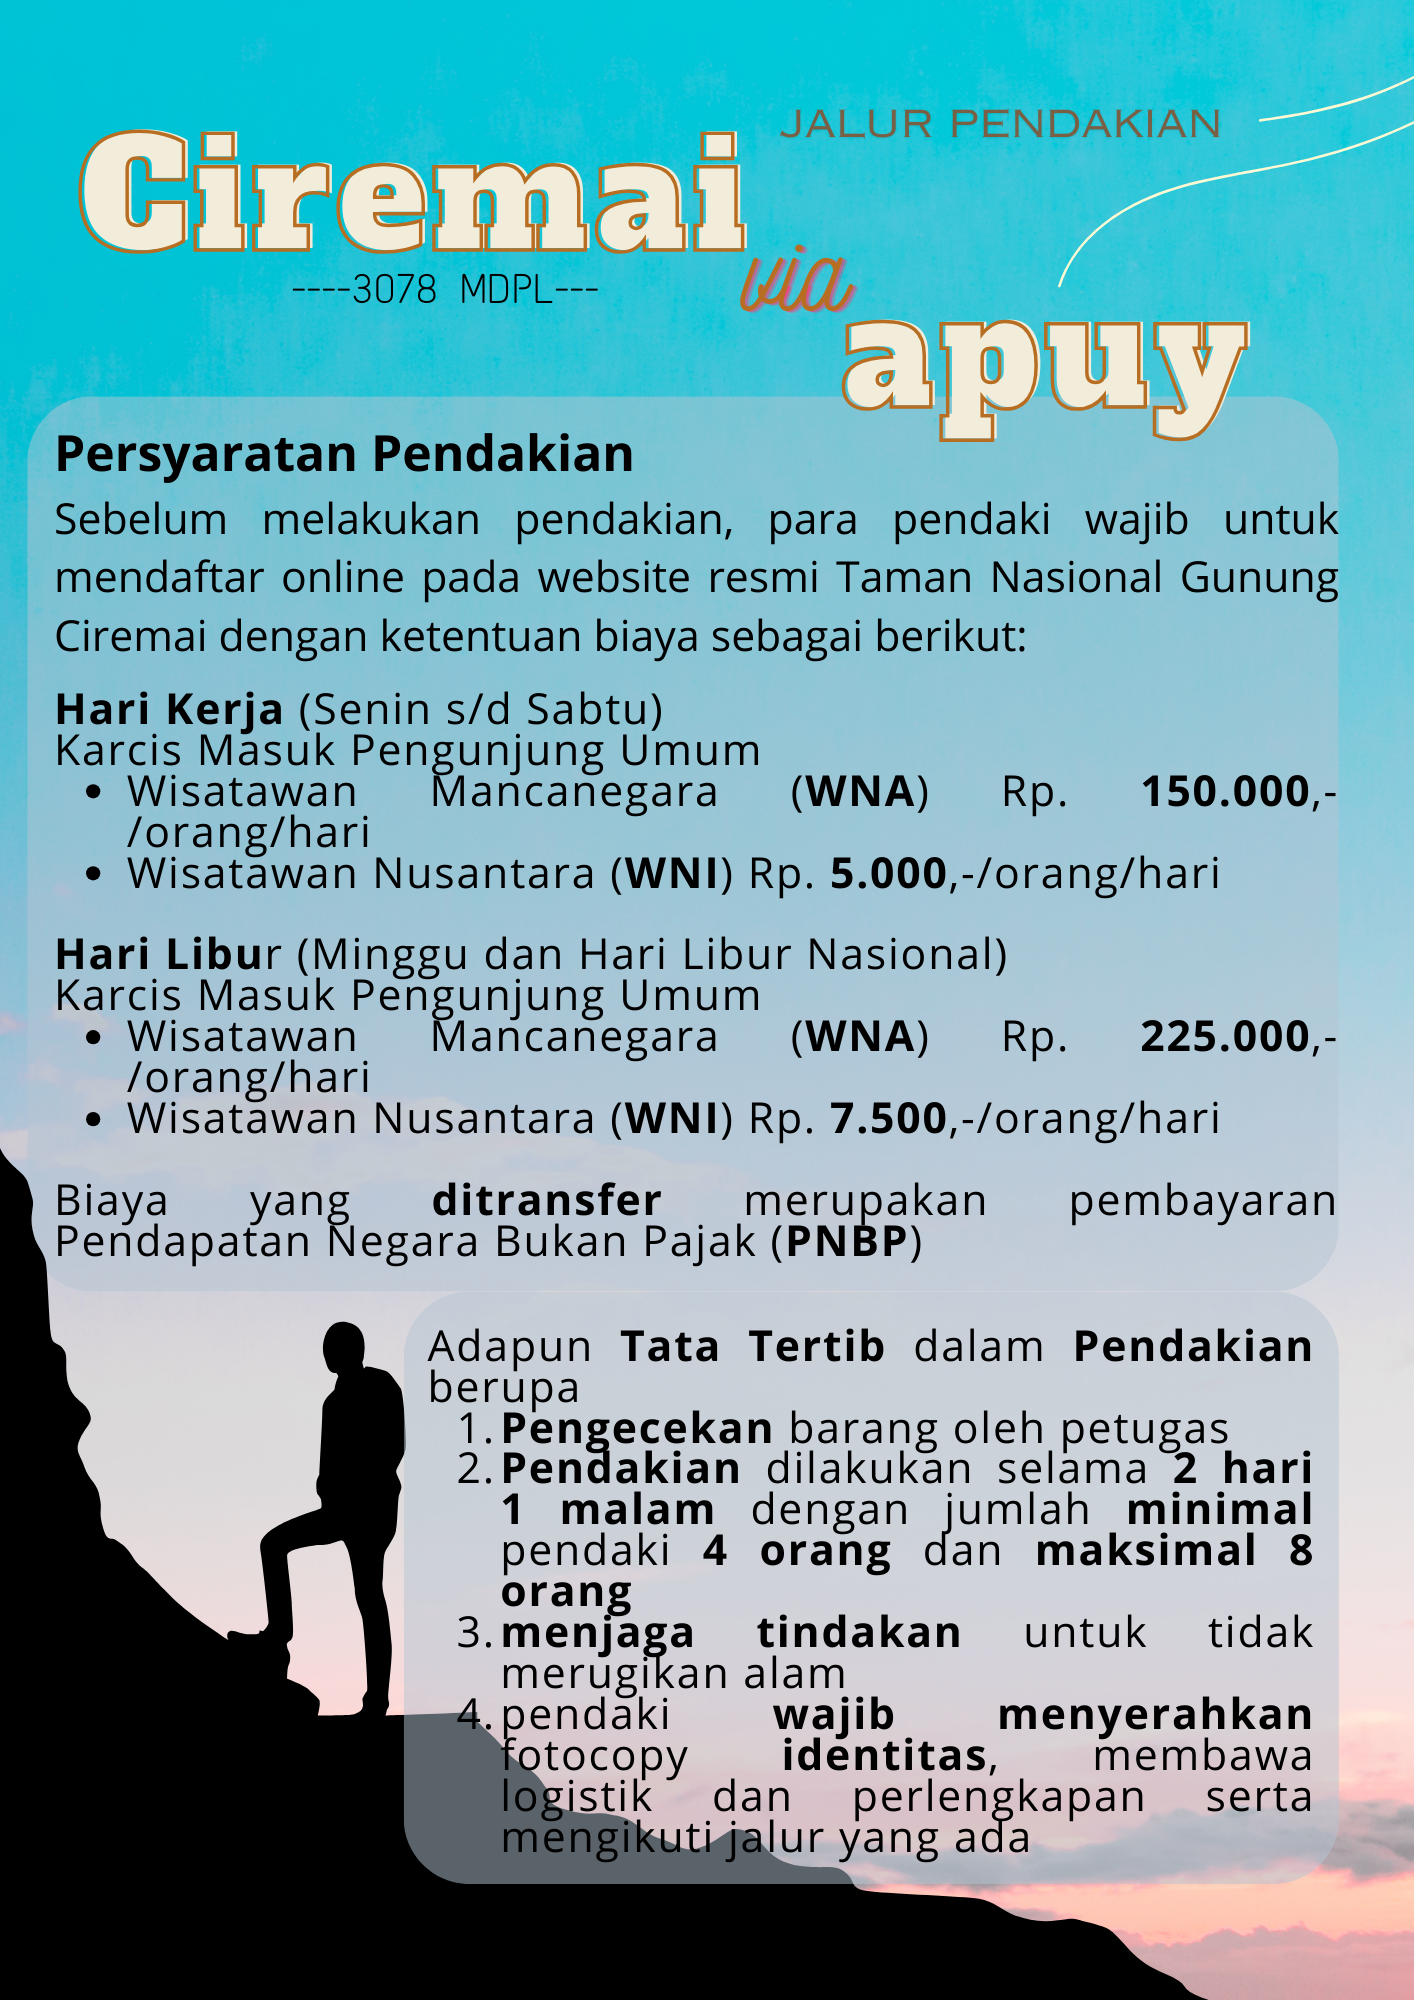 JALUR PENDAKIAN
Ciremai
----3078 MDPL---
via
apuy
Persyaratan Pendakian
Sebelum melakukan pendakian, para pendaki wajib untuk
mendaftar online pada website resmi Taman Nasional Gunung
Ciremai dengan ketentuan biaya sebagai berikut:
Hari Kerja (Senin s/d Sabtu)
Karcis Masuk Pengunjung Umum
• Wisatawan Mancanegara (WNA) Rp. 150.000,-
/orang/hari
• Wisatawan Nusantara (WNI) Rp. 5.000,-/orang/hari
Hari Libur (Minggu dan Hari Libur Nasional)
Karcis Masuk Pengunjung Umum
• Wisatawan Mancanegara (WNA) Rp. 225.000,-
/orang/hari
• Wisatawan Nusantara (WNI) Rp. 7.500,-/orang/hari
Biaya yang ditransfer merupakan pembayaran
Pendapatan Negara Bukan Pajak (PNBP)
Adapun Tata Tertib dalam Pendakian
berupa
1. Pengecekan barang oleh petugas
2. Pendakian dilakukan selama 2 hari
1 malam dengan jumlah minimal
pendaki 4 orang dan maksimal 8
orang
3. menjaga tindakan untuk tidak
merugikan alam
4. pendaki wajib menyerahkan
fotocopy identitas, membawa
logistik dan perlengkapan serta
mengikuti jalur yang ada